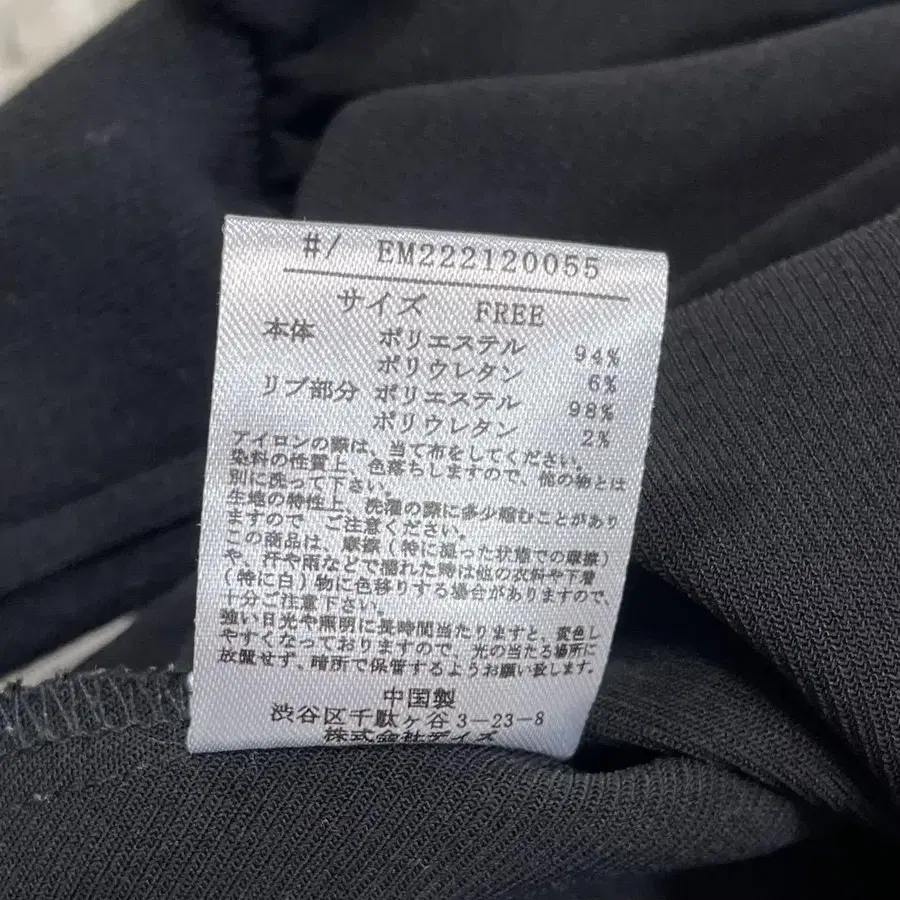 #/ EM222120055
サイズ FREE
本体 ポリエステル 94%
ポリウレタン 6%
リブ部分 ポリエステル 98%
ポリウレタン 2%
アイロンの際は、当て布をしてください。
染料の性質上、色落ちしますので、他の物とは
別に洗って下さい。
生地の特性上、洗濯の際に多少縮むことがあり
ますので ご注意ください。
この商品は、摩擦(特に湿った状態での摩擦)
や、汗や雨などで濡れた時は他の衣料や下着
(特に白)物に色移りする場合がありますので、
十分ご注意下さい。
強い日光や照明に長時間当たりますと、変色し
やすくなっておりますので、光の当たる場所に
放置せず、暗所で保管するようお願い致します。
中国製
渋谷区千駄ヶ谷3-23-8
株式会社デイズ